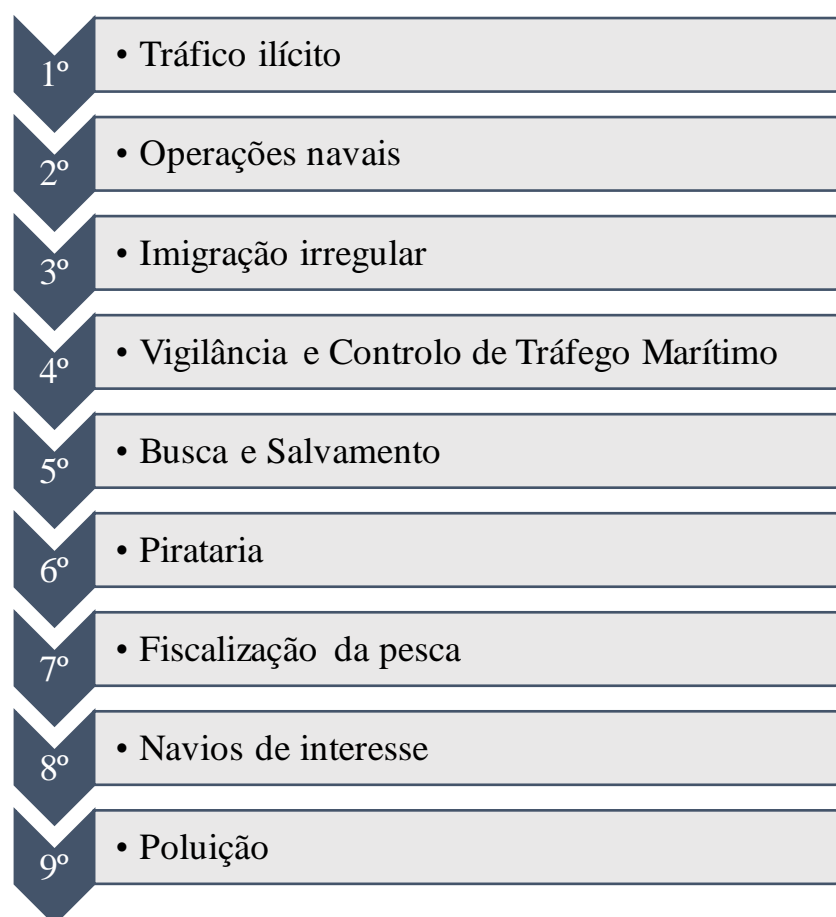 1º • Tráfico ilícito
2º • Operações navais
3º • Imigração irregular
4º • Vigilância e Controlo de Tráfego Marítimo
5º • Busca e Salvamento
6º • Pirataria
7º • Fiscalização da pesca
8º • Navios de interesse
9º • Poluição